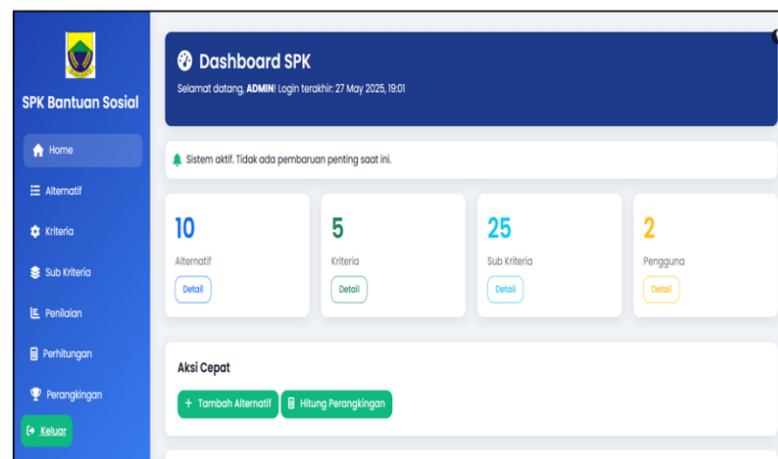 SPK Bantuan Sosial
Home
Alternatif
Kriteria
Sub Kriteria
Penilaian
Perhitungan
Perangkingan
Keluar
Dashboard SPK
Selamat datang, ADMIN! Login terakhir: 27 May 2025, 19:01
Sistem aktif. Tidak ada pembaruan penting saat ini.
10
Alternatif
Detail
5
Kriteria
Detail
25
Sub Kriteria
Detail
2
Pengguna
Detail
Aksi Cepat
+ Tambah Alternatif
Hitung Perangkingan